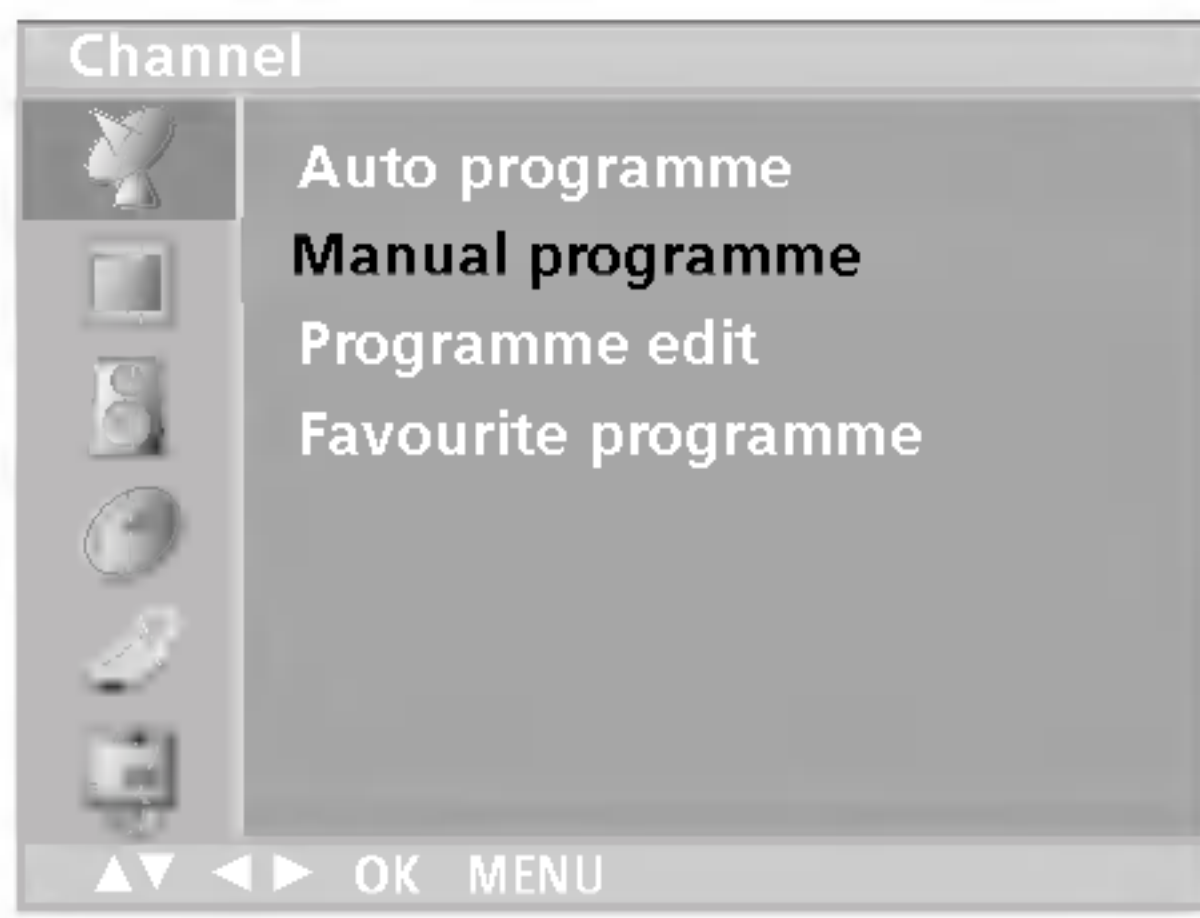 Channel
Auto programme
Manual programme
Programme edit
Favourite programme
▲▼ ◀ ▶ OK MENU